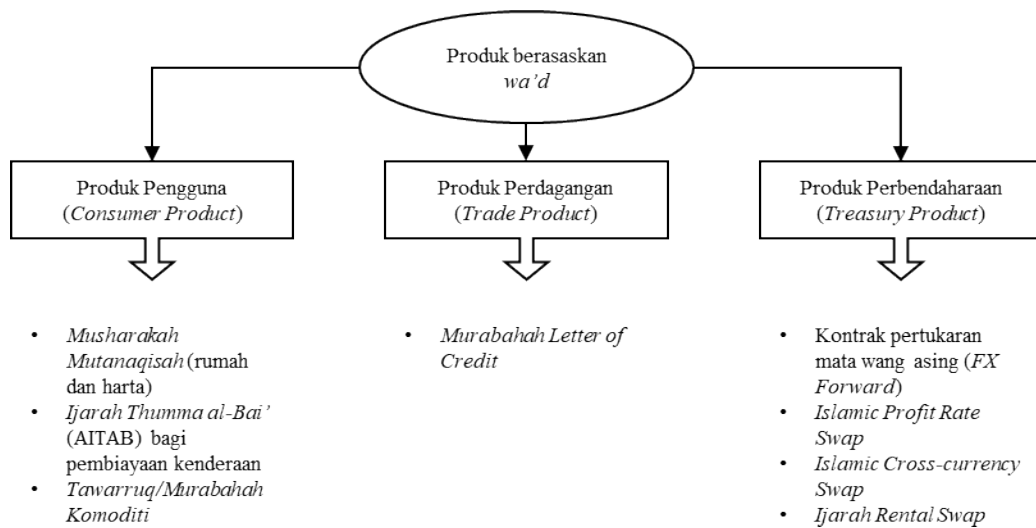 Produk berasaskan
wa’d
Produk Pengguna
(Consumer Product)
Produk Perdagangan
(Trade Product)
Produk Perbendaharaan
(Treasury Product)
• Musharakah
Mutanaqisah (rumah
dan harta)
• Ijarah Thumma al-Bai’
(AITAB) bagi
pembiayaan kenderaan
• Tawarruq/Murabahah
Komoditi
• Murabahah Letter of
Credit
• Kontrak pertukaran
mata wang asing (FX
Forward)
• Islamic Profit Rate
Swap
• Islamic Cross-currency
Swap
• Ijarah Rental Swap